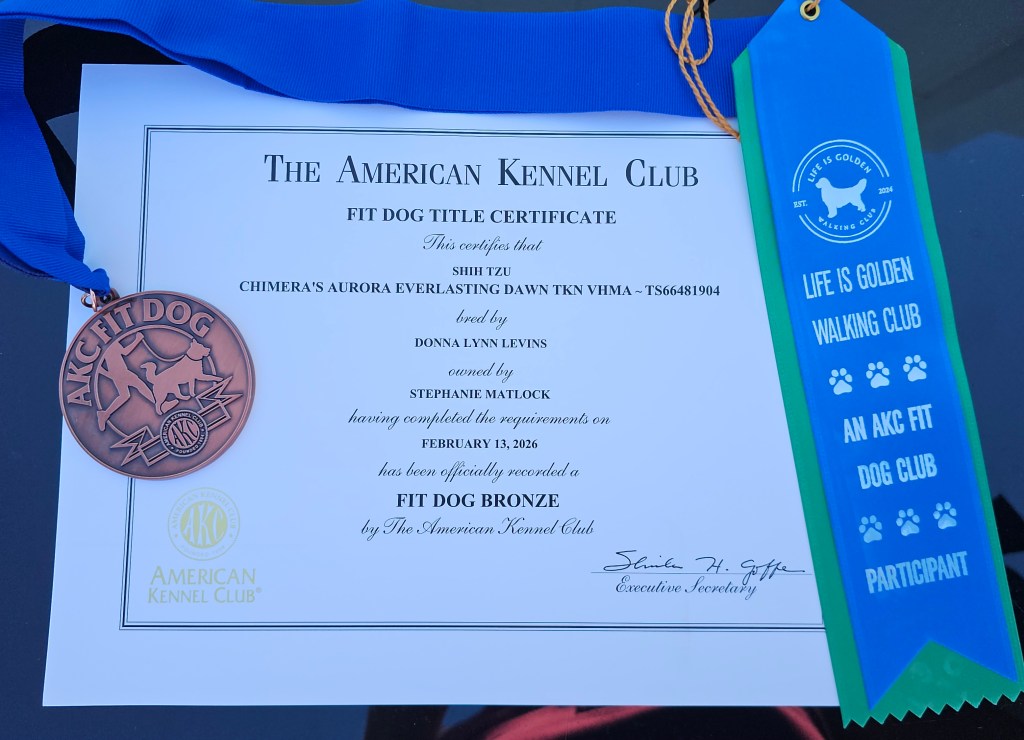 THE AMERICAN KENNEL CLUB
FIT DOG TITLE CERTIFICATE
This certifies that
SHIH TZU
CHIMERA'S AURORA EVERLASTING DAWN TKN VHMA ~ TS66481904
bred by
DONNA LYNN LEVINS
owned by
STEPHANIE MATLOCK
having completed the requirements on
FEBRUARY 13, 2026
has been officially recorded a
FIT DOG BRONZE
by The American Kennel Club
Executive Secretary
AKC
AMERICAN
KENNEL CLUB®
AKC FIT DOG
AKC
LIFE IS GOLDEN
EST. 2024
WALKING CLUB
LIFE IS GOLDEN
WALKING CLUB
AN AKC FIT
DOG CLUB
PARTICIPANT